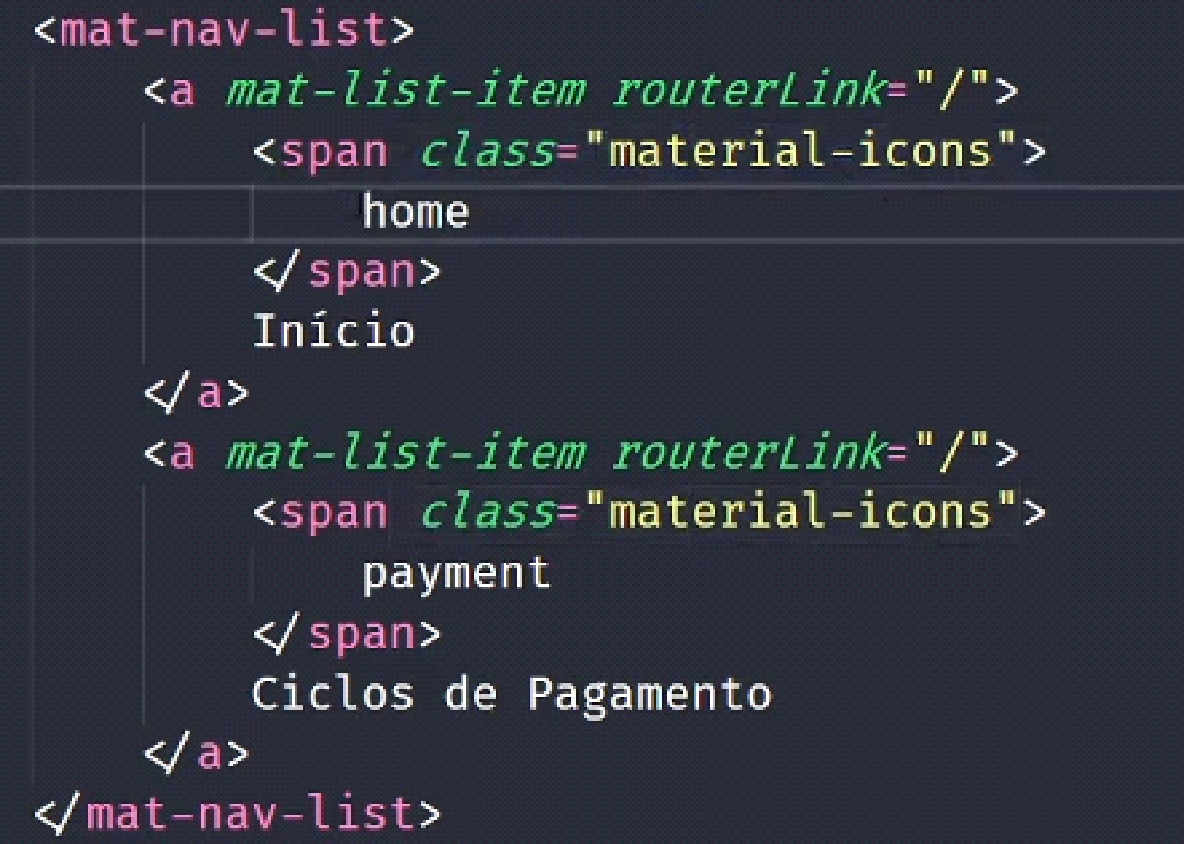 <mat-nav-list>
    <a mat-list-item routerLink="/">
        <span class="material-icons">
            home
        </span>
        Início
    </a>
    <a mat-list-item routerLink="/">
        <span class="material-icons">
            payment
        </span>
        Ciclos de Pagamento
    </a>
</mat-nav-list>